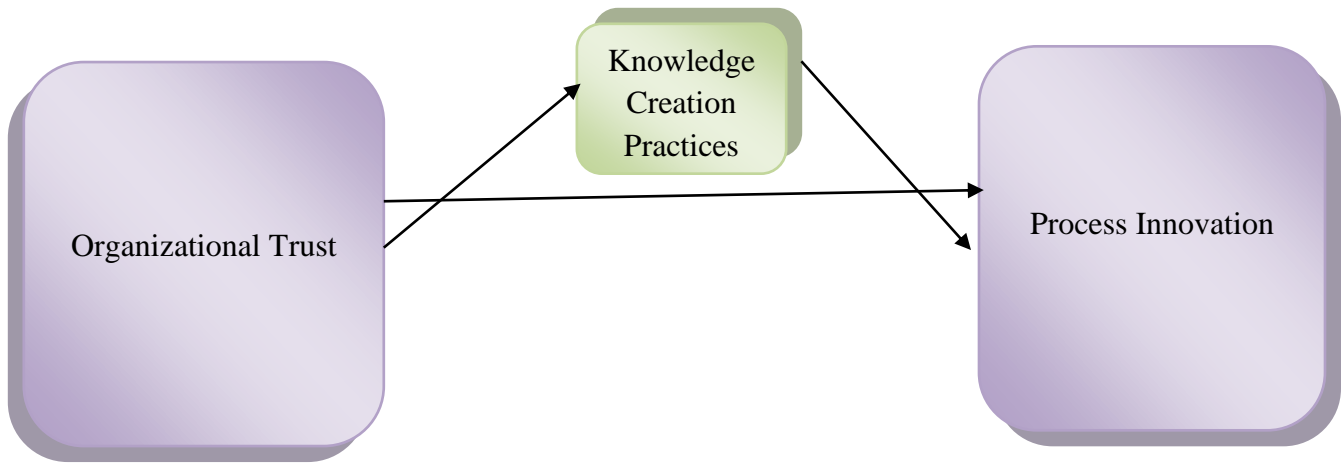 Knowledge
Creation
Practices
Organizational Trust
Process Innovation